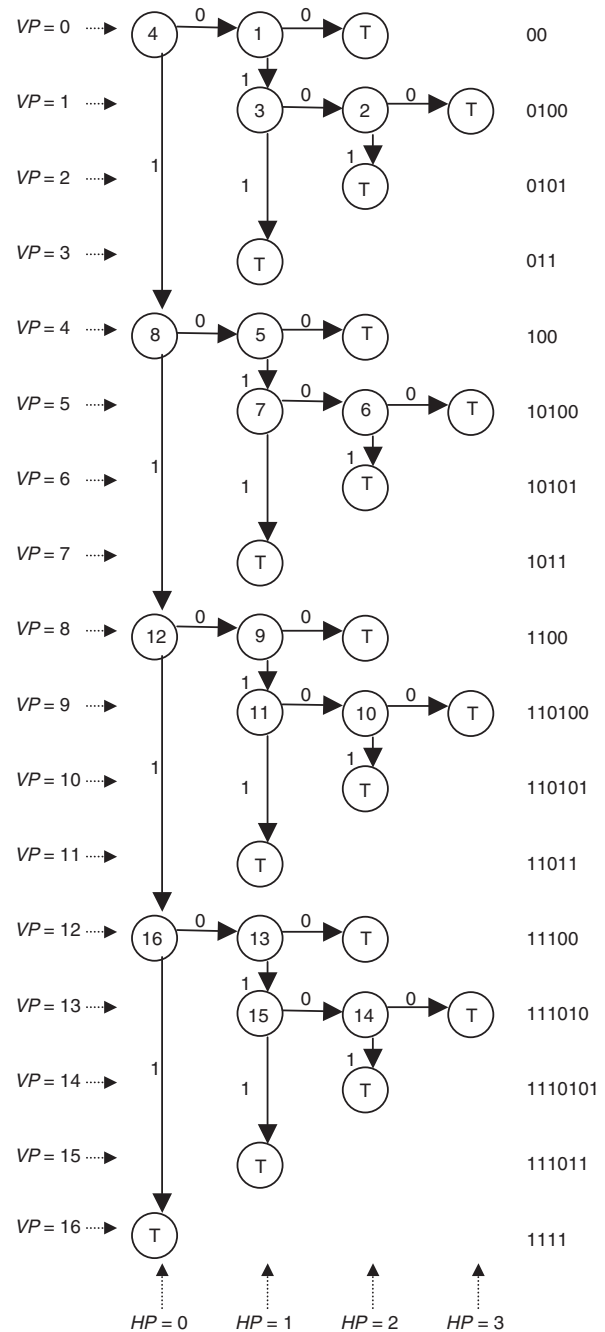 VP = 0 4 0 1 0 T 00
1
VP = 1 3 0 2 0 T 0100
1 1 1
VP = 2 T 0101
VP = 3 T 011
VP = 4 8 0 5 0 T 100
1
VP = 5 7 0 6 0 T 10100
1 1 1
VP = 6 T 10101
VP = 7 T 1011
VP = 8 12 0 9 0 T 1100
1
VP = 9 11 0 10 0 T 110100
1 1 1
VP = 10 T 110101
VP = 11 T 11011
VP = 12 16 0 13 0 T 11100
1
VP = 13 15 0 14 0 T 111010
1 1 1
VP = 14 T 1110101
VP = 15 T 111011
VP = 16 T 1111
HP = 0 HP = 1 HP = 2 HP = 3